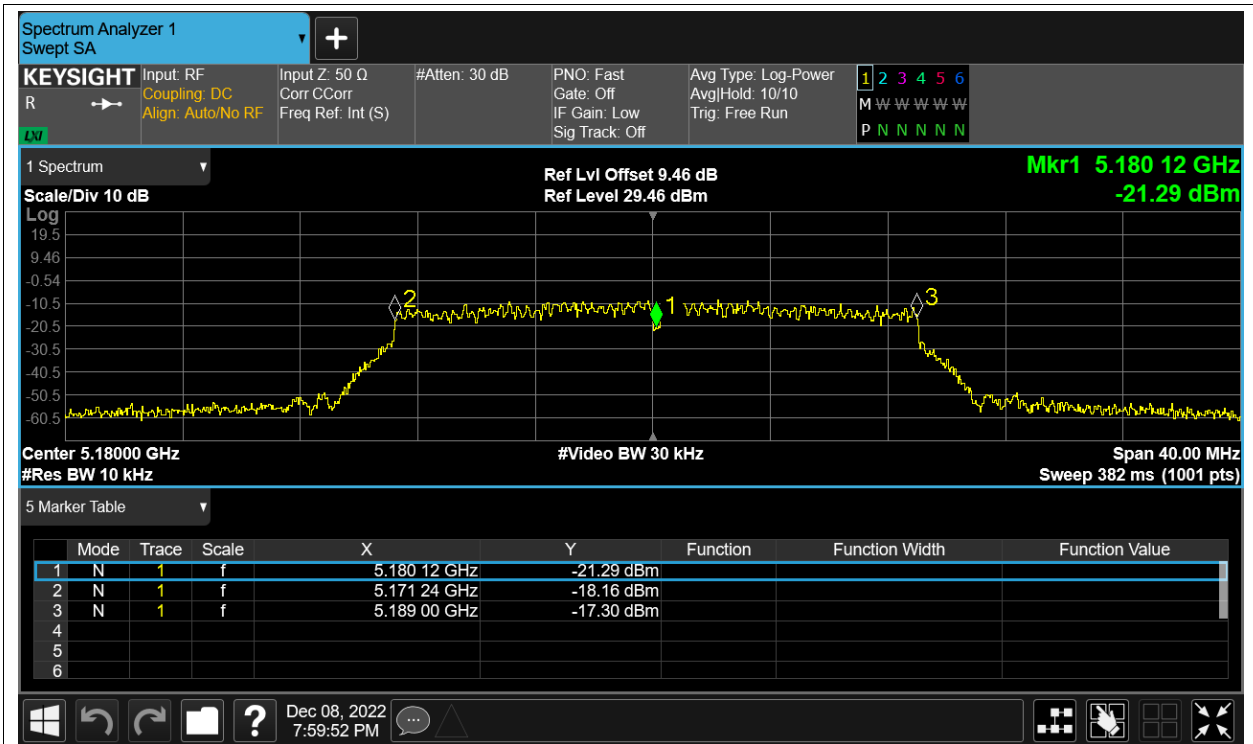 Spectrum Analyzer 1
Swept SA
KEYSIGHT Input: RF Input Z: 50 Ω #Atten: 30 dB PNO: Fast Avg Type: Log-Power 1 2 3 4 5 6
R Coupling: DC Corr CCorr Gate: Off Avg|Hold: 10/10 M W W W W W
Align: Auto/No RF Freq Ref: Int (S) IF Gain: Low Trig: Free Run
LXI Sig Track: Off P N N N N N
1 Spectrum Ref Lvl Offset 9.46 dB Mkr1 5.180 12 GHz
Scale/Div 10 dB Ref Level 29.46 dBm -21.29 dBm
Log
19.5
9.46
-0.54
-10.5 2 1 3
-20.5
-30.5
-40.5
-50.5
-60.5
Center 5.18000 GHz #Video BW 30 kHz Span 40.00 MHz
#Res BW 10 kHz Sweep 382 ms (1001 pts)
5 Marker Table
Mode Trace Scale X Y Function Function Width Function Value
1 N 1 f 5.180 12 GHz -21.29 dBm
2 N 1 f 5.171 24 GHz -18.16 dBm
3 N 1 f 5.189 00 GHz -17.30 dBm
4
5
6
? Dec 08, 2022
7:59:52 PM